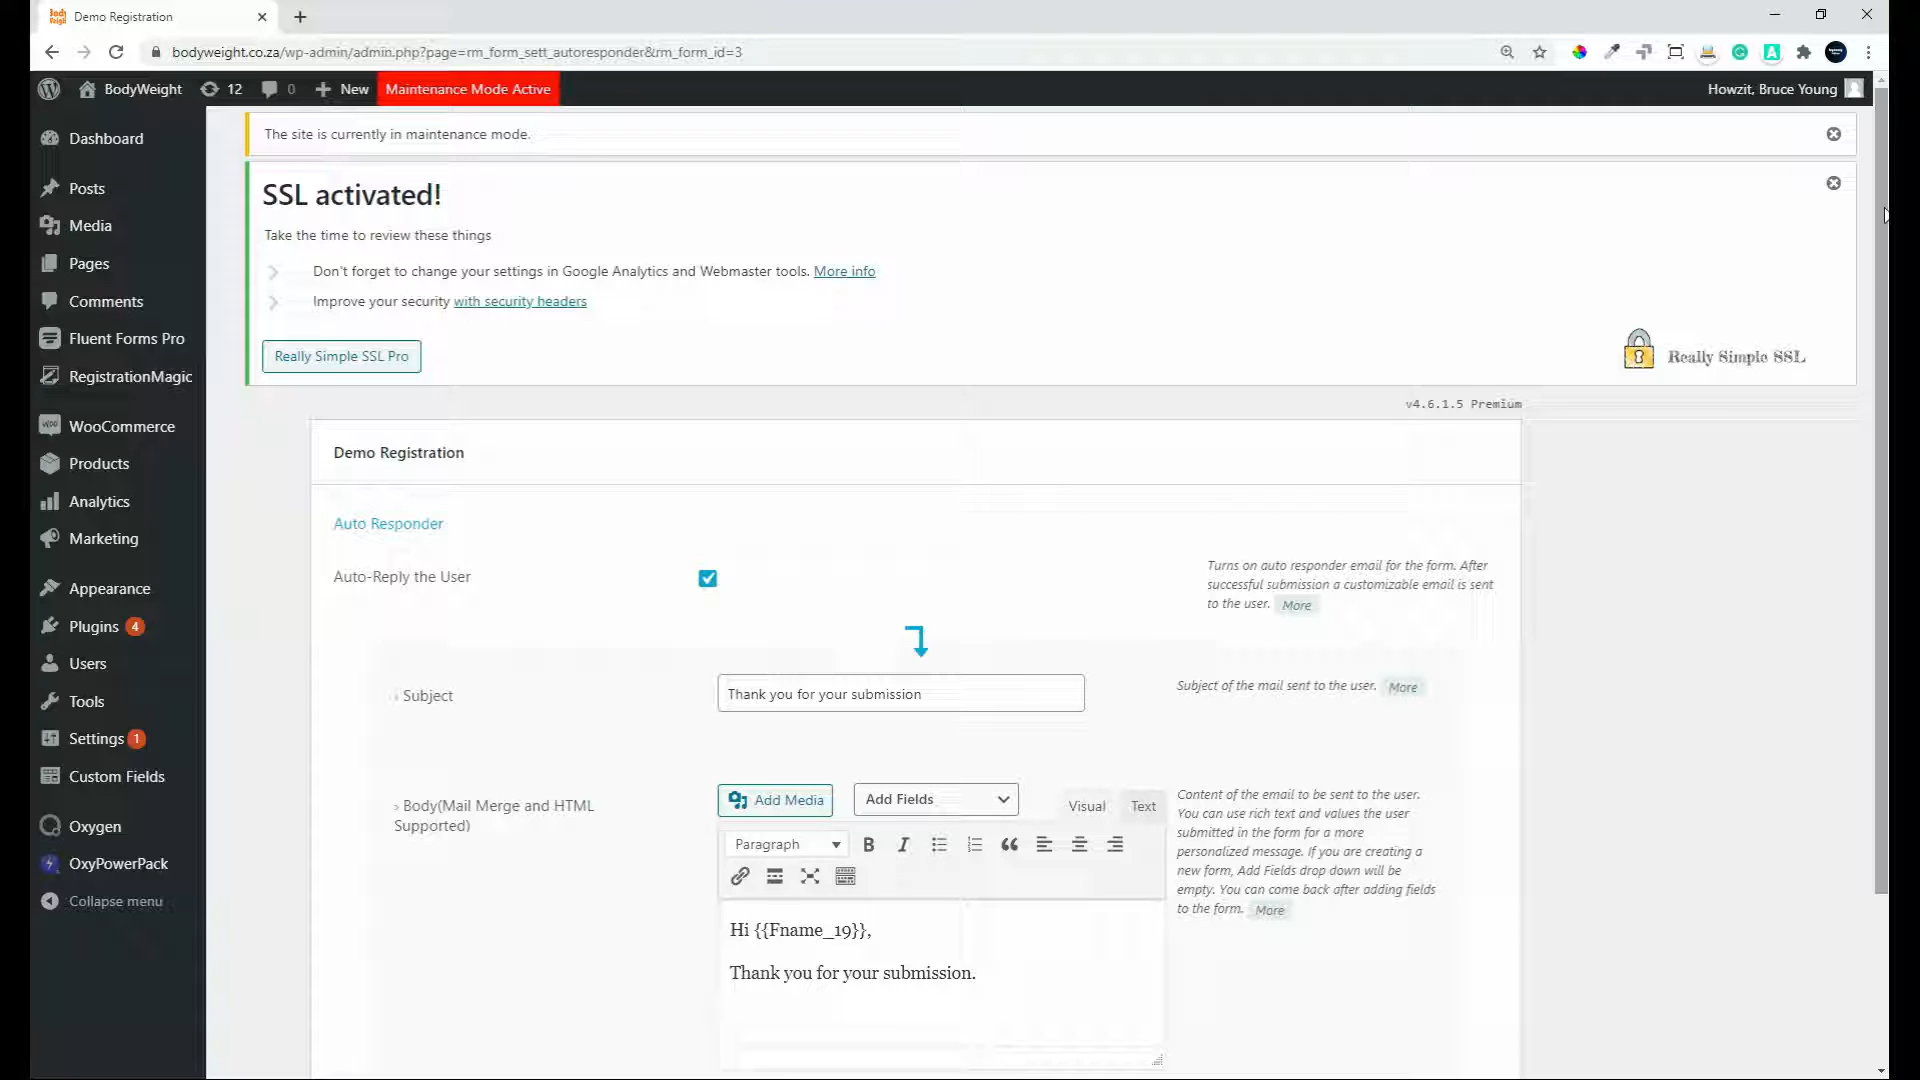 Demo Registration
bodyweight.co.za/wp-admin/admin.php?page=rm_form_sett_autoresponder&rm_form_id=3
BodyWeight
12
0
New
Maintenance Mode Active
Howzit, Bruce Young
Dashboard
Posts
Media
Pages
Comments
Fluent Forms Pro
RegistrationMagic
WooCommerce
Products
Analytics
Marketing
Appearance
Plugins 4
Users
Tools
Settings 1
Custom Fields
Oxygen
OxyPowerPack
Collapse menu
The site is currently in maintenance mode.
SSL activated!
Take the time to review these things
Don't forget to change your settings in Google Analytics and Webmaster tools. More info
Improve your security with security headers
Really Simple SSL Pro
Really Simple SSL
v4.6.1.5 Premium
Demo Registration
Auto Responder
Auto-Reply the User
Turns on auto responder email for the form. After
successful submission a customizable email is sent
to the user. More
Subject
Thank you for your submission
Subject of the mail sent to the user. More
Body(Mail Merge and HTML
Supported)
Add Media
Add Fields
Visual
Text
Paragraph
B
I
Hi {{Fname_19}},
Thank you for your submission.
Content of the email to be sent to the user.
You can use rich text and values the user
submitted in the form for a more
personalized message. If you are creating a
new form, Add Fields drop down will be
empty. You can come back after adding fields
to the form. More